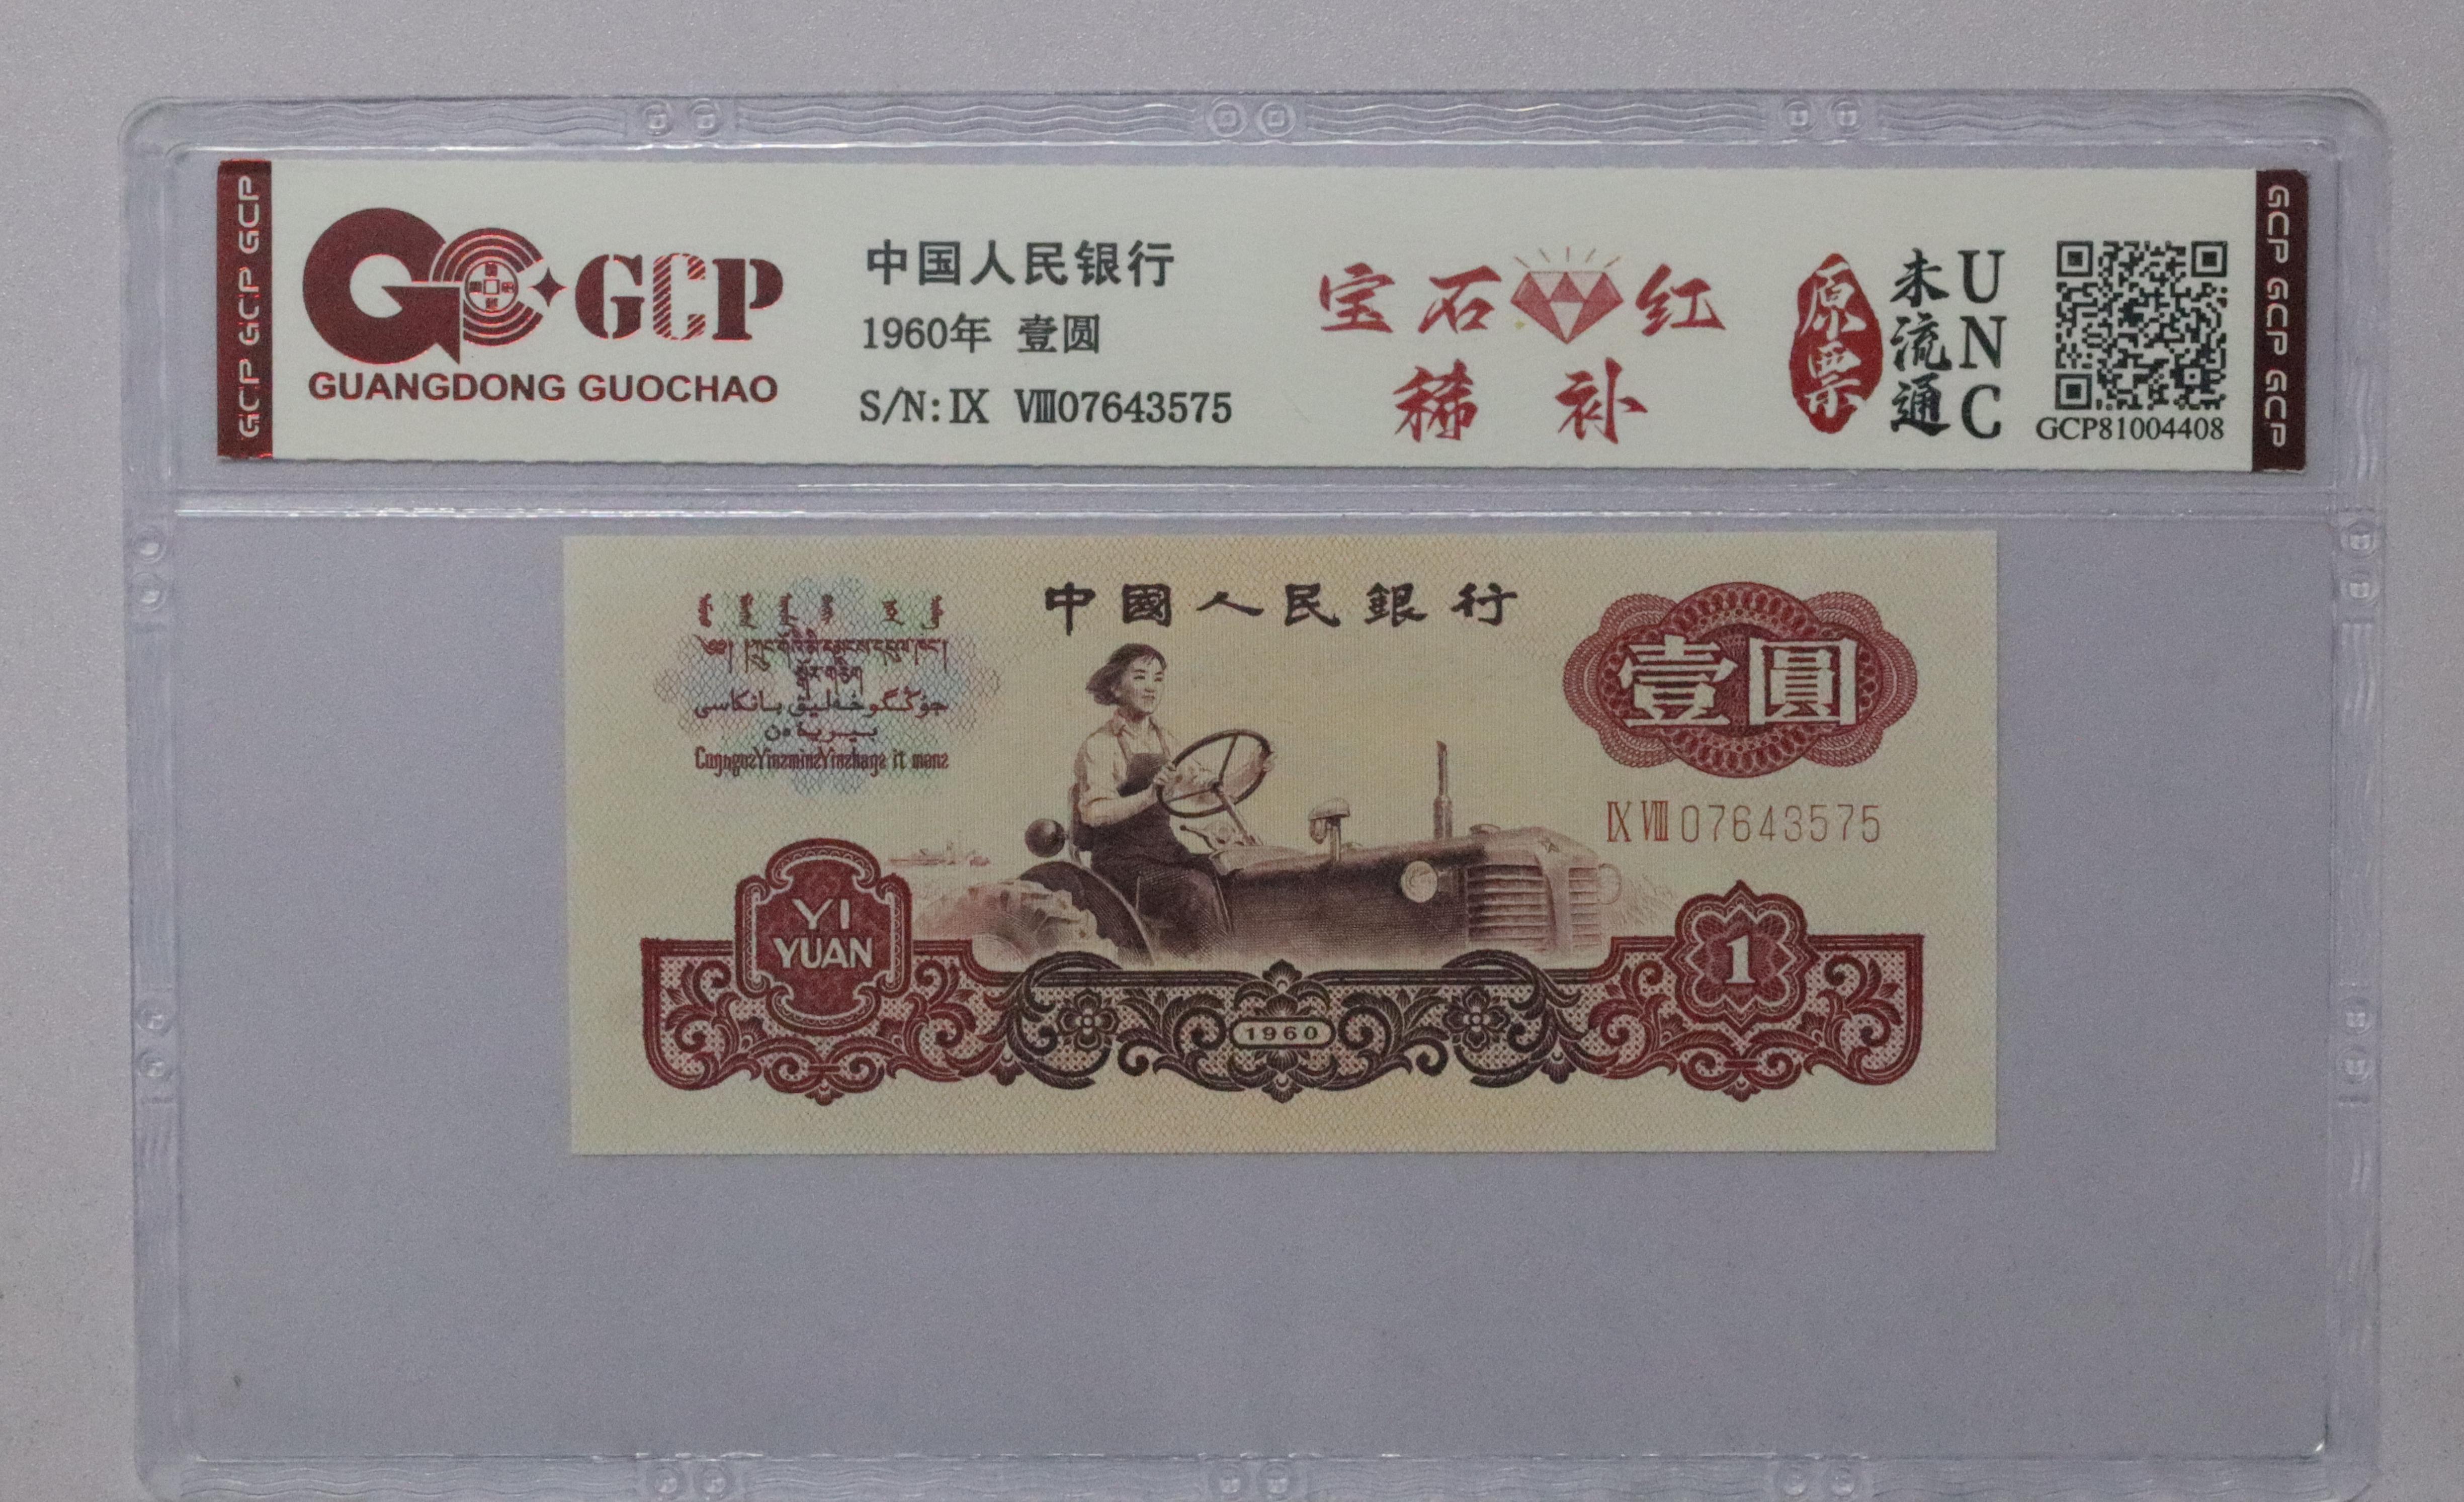 GCP GCP GCP
GCP
GUANGDONG GUOCHAO
中国人民银行
1960年 壹圆
S/N: IX VIII07643575
宝石红
稀补
原票
未流通
UNC
GCP81004408
GCP GCP GCP
中國人民銀行
壹圓
IX VIII 07643575
YI
YUAN
1960
1